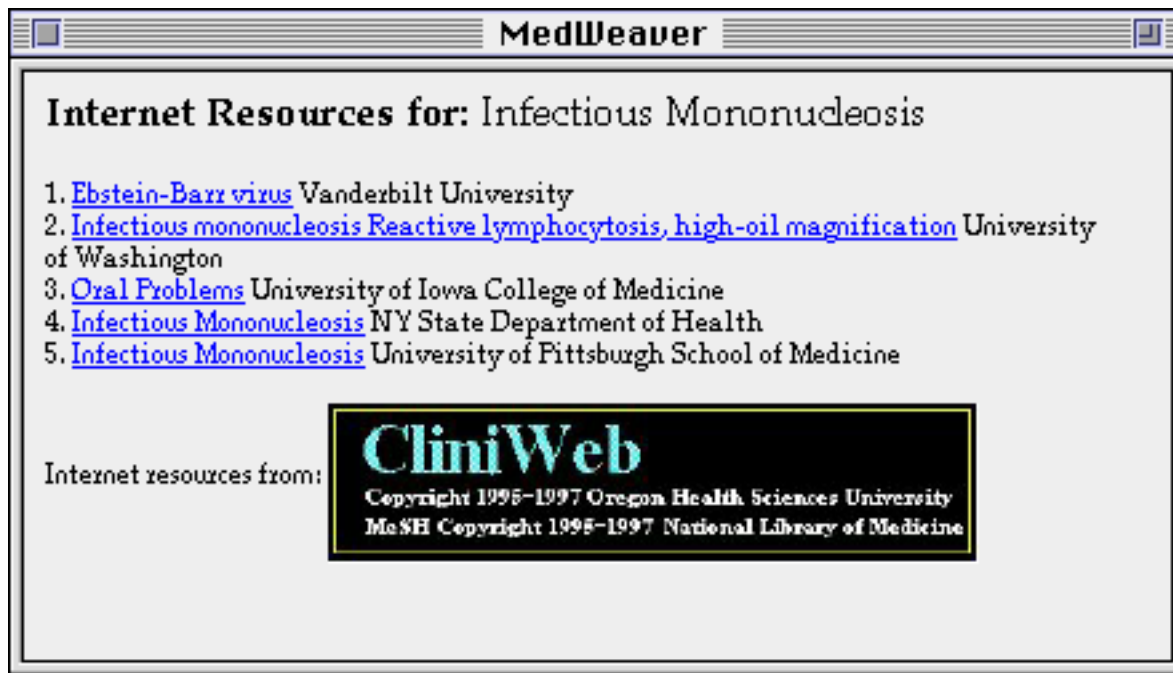 MedWeaver
Internet Resources for: Infectious Mononucleosis
1. Ebstein-Barr virus Vanderbilt University
2. Infectious mononucleosis Reactive lymphocytosis, high-oil magnification University
of Washington
3. Oral Problems University of Iowa College of Medicine
4. Infectious Mononucleosis NY State Department of Health
5. Infectious Mononucleosis University of Pittsburgh School of Medicine
Internet resources from:
CliniWeb
Copyright 1995-1997 Oregon Health Sciences University
MeSH Copyright 1995-1997 National Library of Medicine